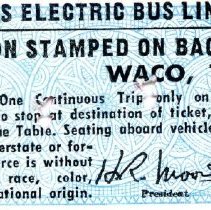 S ELECTRIC BUS LIN
ON STAMPED ON BAC
WACO,
One Continuous Trip only on
to stop at destination of ticket,
he Table. Seating aboard vehicle
erstate or for-
rce is without
race, color,
ational origin.
President